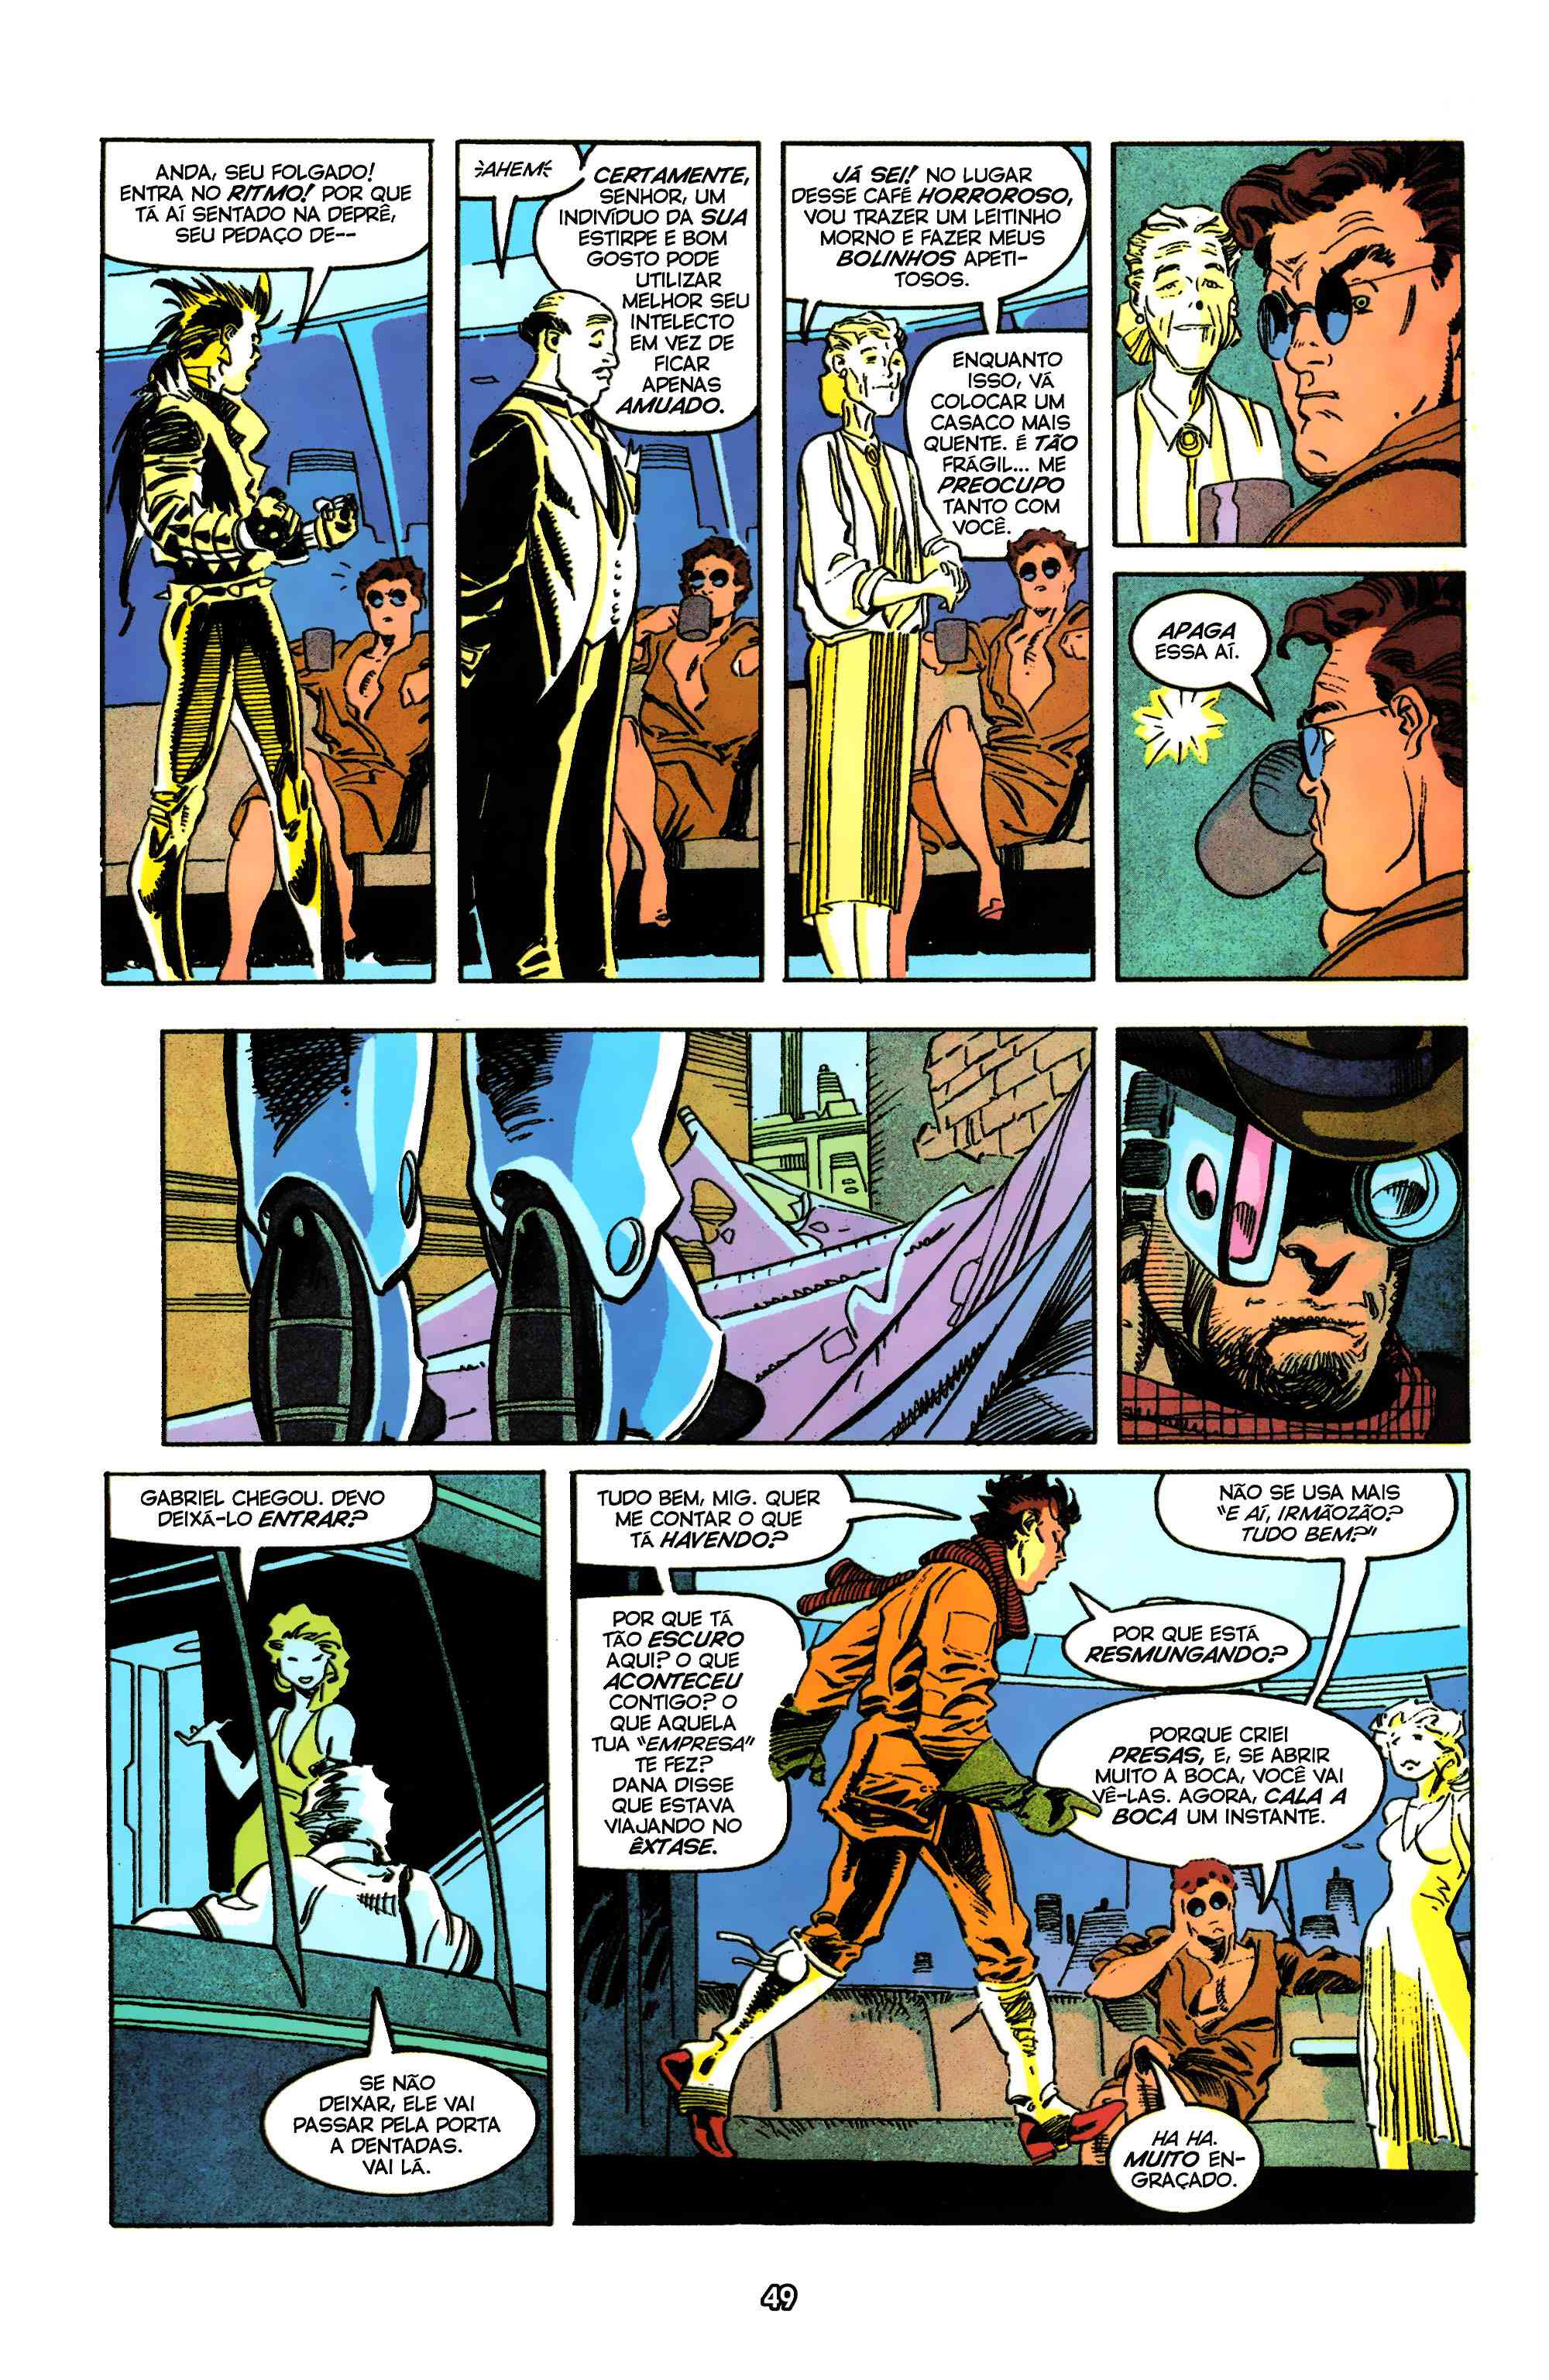 ANDA, SEU FOLGADO!
ENTRA NO RITMO! POR QUE
TÁ AÍ SENTADO NA DEPRÊ,
SEU PEDAÇO DE--
AHEM
CERTAMENTE,
SENHOR, UM
INDIVÍDUO DA SUA
ESTIRPE E BOM
GOSTO PODE
UTILIZAR
MELHOR SEU
INTELECTO
EM VEZ DE
FICAR
APENAS
AMUADO.
JÁ SEI! NO LUGAR
DESSE CAFÉ HORROROSO,
VOU TRAZER UM LEITINHO
MORNO E FAZER MEUS
BOLINHOS APETI-
TOSOS.
ENQUANTO
ISSO, VÁ
COLOCAR UM
CASACO MAIS
QUENTE. É TÃO
FRÁGIL... ME
PREOCUPO
TANTO COM
VOCÊ.
APAGA
ESSA AÍ.
GABRIEL CHEGOU. DEVO
DEIXÁ-LO ENTRAR?
SE NÃO
DEIXAR, ELE VAI
PASSAR PELA PORTA
A DENTADAS.
VAI LÁ.
TUDO BEM, MIG. QUER
ME CONTAR O QUE
TÁ HAVENDO?
POR QUE TÁ
TÃO ESCURO
AQUI? O QUE
ACONTECEU
CONTIGO? O
QUE AQUELA
TUA "EMPRESA"
TE FEZ?
DANA DISSE
QUE ESTAVA
VIAJANDO NO
ÊXTASE.
NÃO SE USA MAIS
"E AÍ, IRMÃOZÃO?
TUDO BEM?"
POR QUE ESTÁ
RESMUNGANDO?
PORQUE CRIEI
PRESAS, E, SE ABRIR
MUITO A BOCA, VOCÊ VAI
VÊ-LAS. AGORA, CALA A
BOCA UM INSTANTE.
HA HA.
MUITO EN-
GRAÇADO.
49